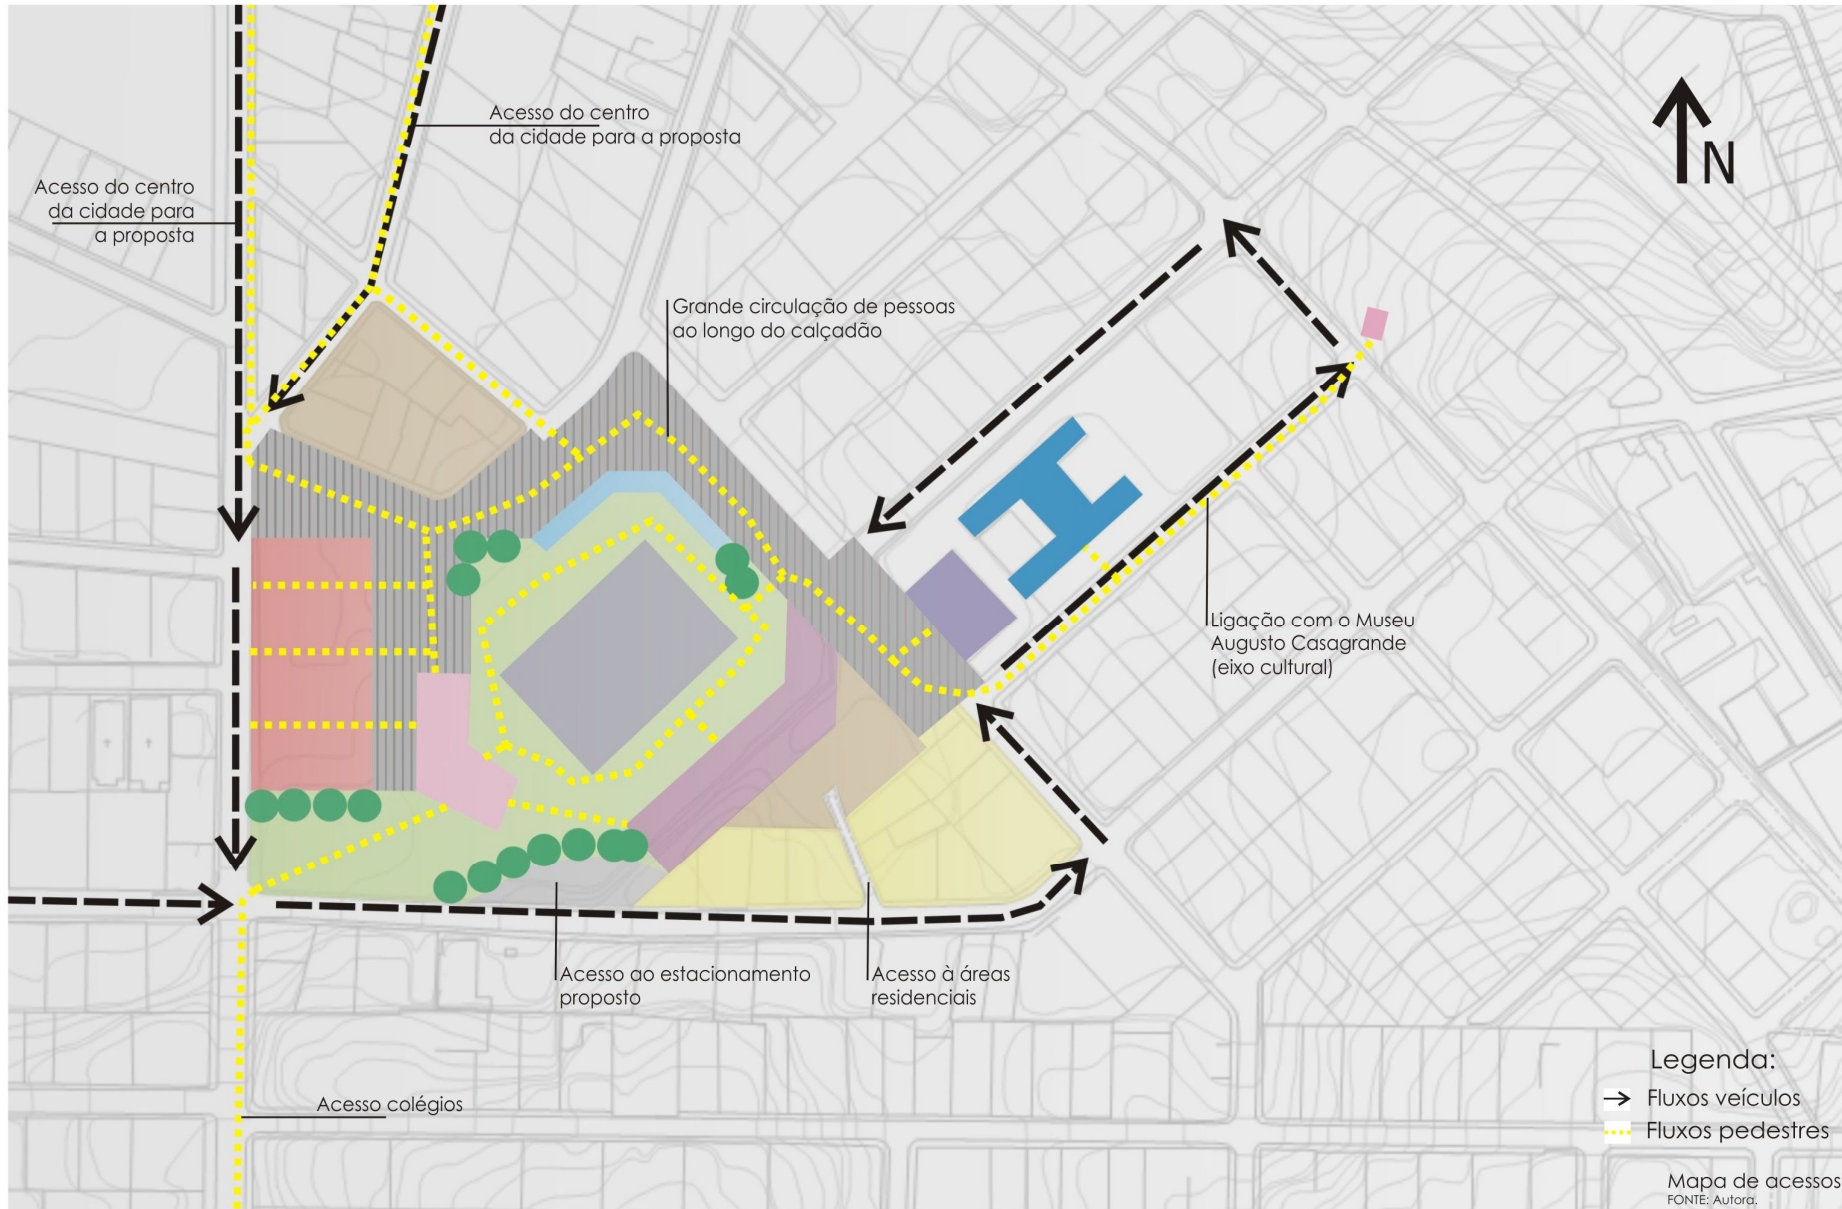 Acesso do centro
da cidade para a proposta
Acesso do centro
da cidade para
a proposta
N
Grande circulação de pessoas
ao longo do calçadão
Ligação com o Museu
Augusto Casagrande
(eixo cultural)
Acesso ao estacionamento
proposto
Acesso à áreas
residenciais
Acesso colégios
Legenda:
Fluxos veículos
Fluxos pedestres
Mapa de acessos
FONTE: Autora.